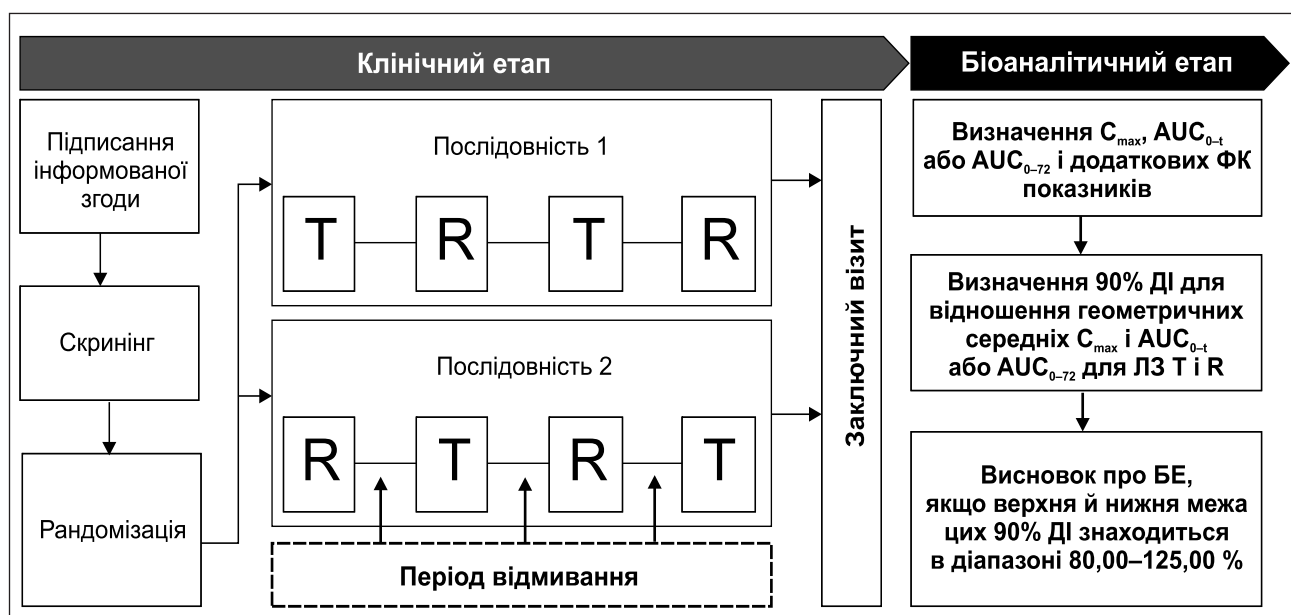 Клінічний етап
Біоаналітичний етап
Підписання
інформованої
згоди
Скринінг
Рандомізація
Послідовність 1
T
R
T
R
Послідовність 2
R
T
R
T
Період відмивання
Заключний візит
Визначення Cmax, AUC0–t
або AUC0–72 і додаткових ФК
показників
Визначення 90% ДІ для
відношення геометричних
середніх Cmax і AUC0–t
або AUC0–72 для ЛЗ T і R
Висновок про БЕ,
якщо верхня й нижня межа
цих 90% ДІ знаходиться
в діапазоні 80,00–125,00 %